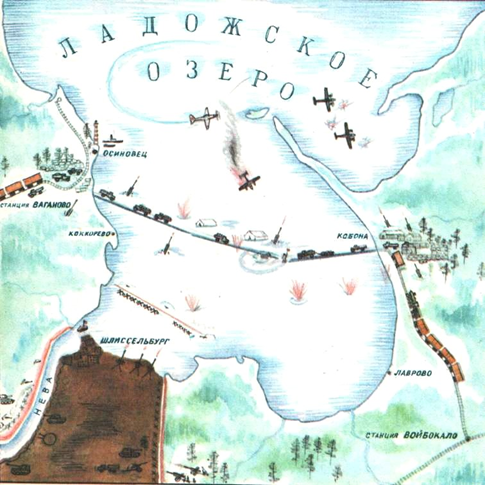 ЛАДОЖСКОЕ
ОЗЕРО
ОСИНОВЕЦ
СТАНЦИЯ ВАГАНОВО
КОККОРЕВО
КОБОНА
ШЛИССЕЛЬБУРГ
НЕВА
ЛАВРОВО
СТАНЦИЯ ВОЙБОКАЛО